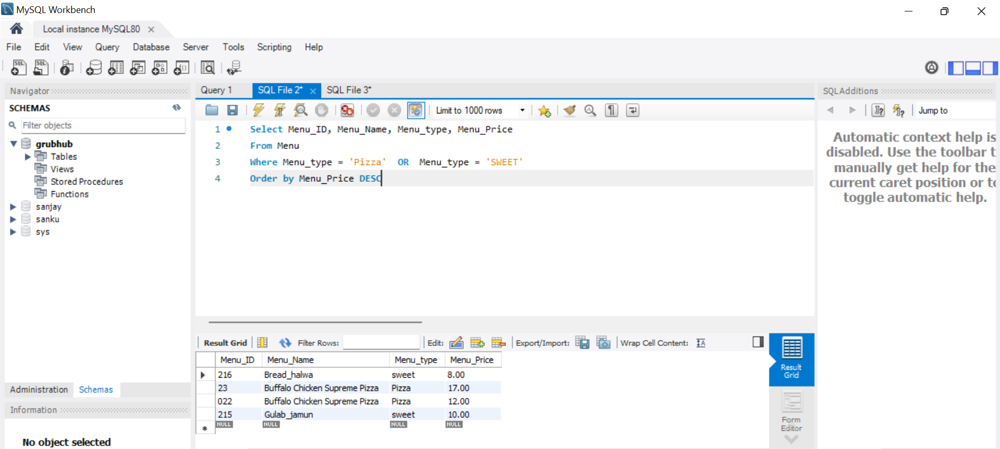 MySQL Workbench
Local instance MySQL80
File Edit View Query Database Server Tools Scripting Help
Navigator
SCHEMAS
Filter objects
grubhub
Tables
Views
Stored Procedures
Functions
sanjay
sanku
sys
Administration Schemas
Information
No object selected
Query 1 SQL File 2* SQL File 3*
Limit to 1000 rows
1 Select Menu_ID, Menu_Name, Menu_type, Menu_Price
2 From Menu
3 Where Menu_type = 'Pizza' OR Menu_type = 'SWEET'
4 Order by Menu_Price DESC
Result Grid Filter Rows: Edit: Export/Import: Wrap Cell Content:
Menu_ID Menu_Name Menu_type Menu_Price
216 Bread_halwa sweet 8.00
23 Buffalo Chicken Supreme Pizza Pizza 17.00
022 Buffalo Chicken Supreme Pizza Pizza 12.00
215 Gulab_jamun sweet 10.00
NULL NULL NULL NULL
Result
Grid
Form
Editor
SQLAdditions
Jump to
Automatic context help is
disabled. Use the toolbar t
manually get help for the
current caret position or to
toggle automatic help.